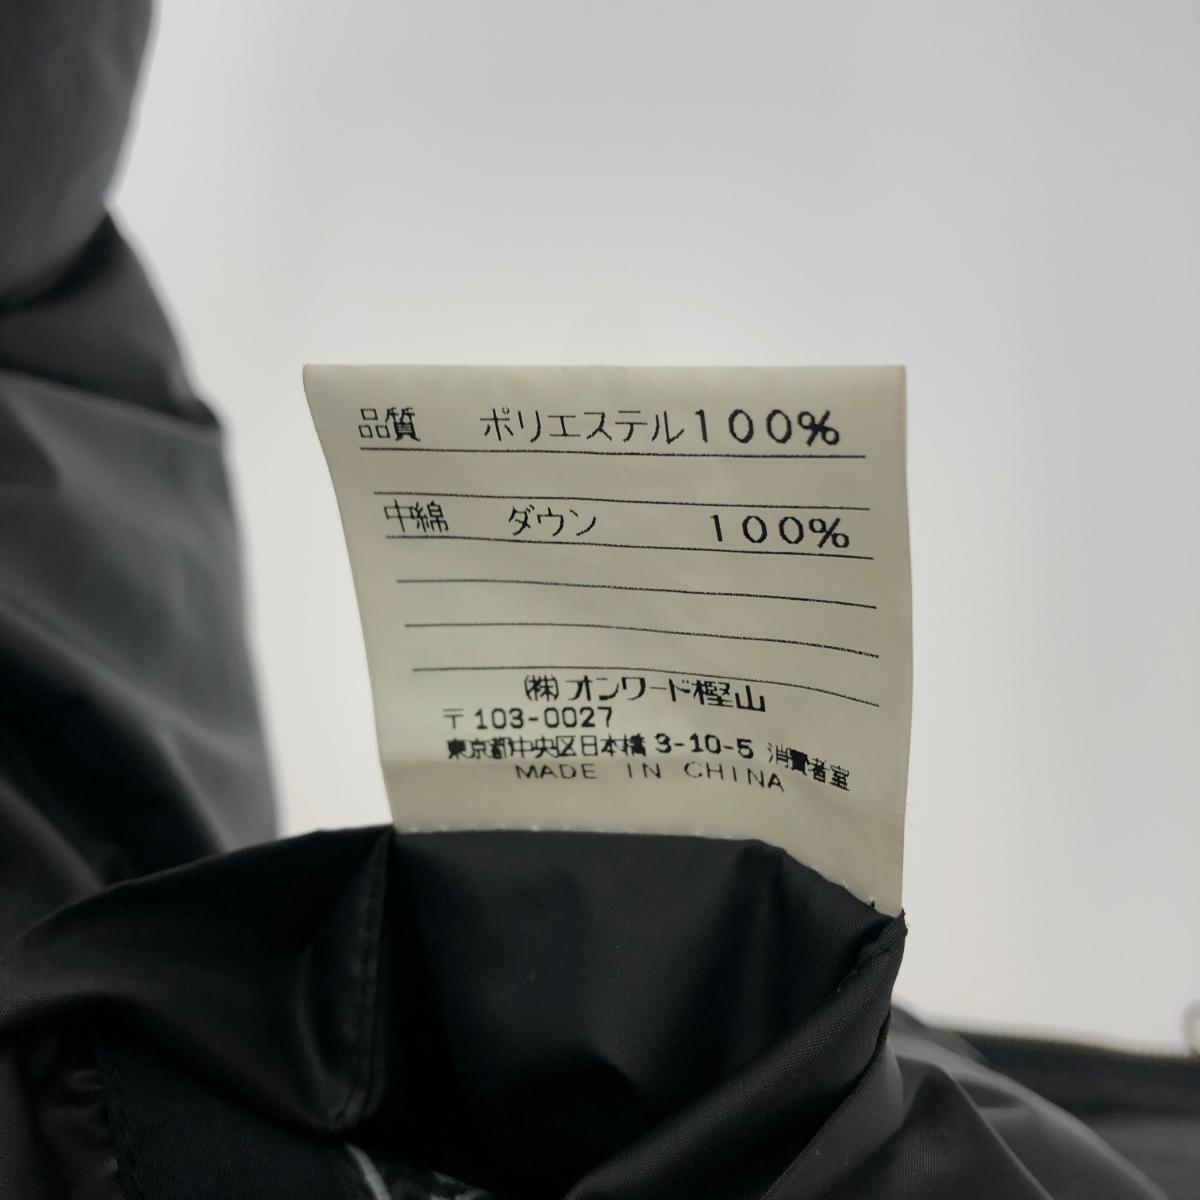 品質 ポリエステル100%
中綿 ダウン 100%
(株)オンワード樫山
〒103-0027
東京都中央区日本橋3-10-5 消費者室
MADE IN CHINA